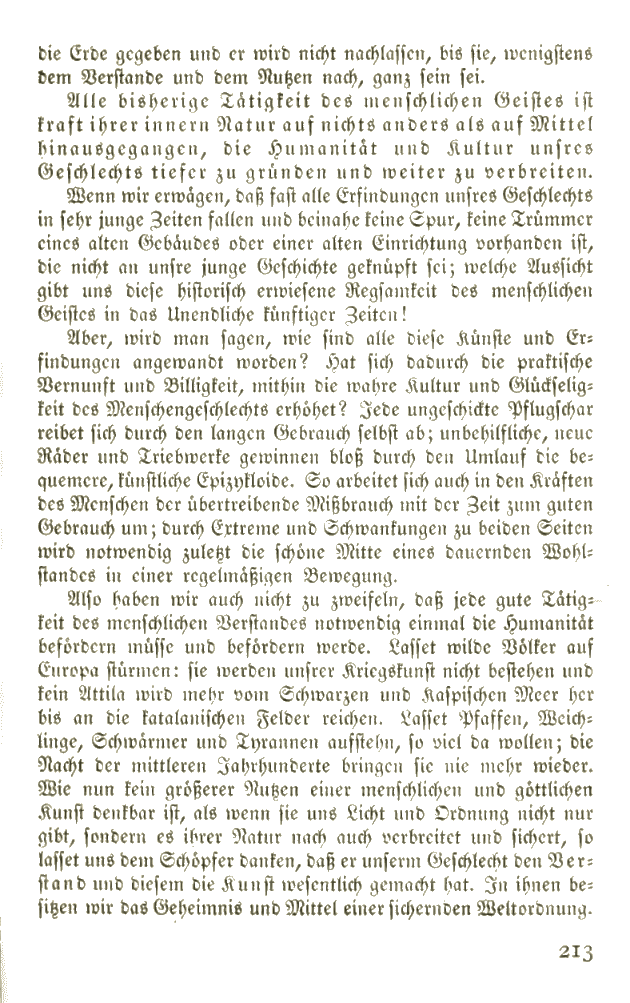 die Erde gegeben und er wird nicht nachlassen, bis sie, wenigstens
dem Verstande und dem Nutzen nach, ganz sein sei.
Alle bisherige Tätigkeit des menschlichen Geistes ist
kraft ihrer innern Natur auf nichts anders als auf Mittel
hinausgegangen, die Humanität und Kultur unsres
Geschlechts tiefer zu gründen und weiter zu verbreiten.
Wenn wir erwägen, daß fast alle Erfindungen unsres Geschlechts
in sehr junge Zeiten fallen und beinahe keine Spur, keine Trümmer
eines alten Gebäudes oder einer alten Einrichtung vorhanden ist,
die nicht an unsre junge Geschichte geknüpft sei; welche Aussicht
gibt uns diese historisch erwiesene Regsamkeit des menschlichen
Geistes in das Unendliche künftiger Zeiten!
Aber, wird man sagen, wie sind alle diese Künste und Er-
findungen angewandt worden? Hat sich dadurch die praktische
Vernunft und Billigkeit, mithin die wahre Kultur und Glückselig-
keit des Menschengeschlechts erhöhet? Jede ungeschickte Pflugschar
reibet sich durch den langen Gebrauch selbst ab; unbehilfliche, neue
Räder und Triebwerke gewinnen bloß durch den Umlauf die be-
quemere, künstliche Epizykloide. So arbeitet sich auch in den Kräften
des Menschen der übertreibende Mißbrauch mit der Zeit zum guten
Gebrauch um; durch Extreme und Schwankungen zu beiden Seiten
wird notwendig zuletzt die schöne Mitte eines dauernden Wohl-
standes in einer regelmäßigen Bewegung.
Also haben wir auch nicht zu zweifeln, daß jede gute Tätig-
keit des menschlichen Verstandes notwendig einmal die Humanität
befördern müsse und befördern werde. Lasset wilde Völker auf
Europa stürmen: sie werden unsrer Kriegskunst nicht bestehen und
kein Attila wird mehr vom Schwarzen und Kaspischen Meer her
bis an die katalanischen Felder reichen. Lasset Pfaffen, Weich-
linge, Schwärmer und Tyrannen aufstehn, so viel da wollen; die
Nacht der mittleren Jahrhunderte bringen sie nie mehr wieder.
Wie nun kein größerer Nutzen einer menschlichen und göttlichen
Kunst denkbar ist, als wenn sie uns Licht und Ordnung nicht nur
gibt, sondern es ihrer Natur nach auch verbreitet und sichert, so
lasset uns dem Schöpfer danken, daß er unserm Geschlecht den Ver-
stand und diesem die Kunst wesentlich gemacht hat. In ihnen be-
sitzen wir das Geheimnis und Mittel einer sichernden Weltordnung.
213